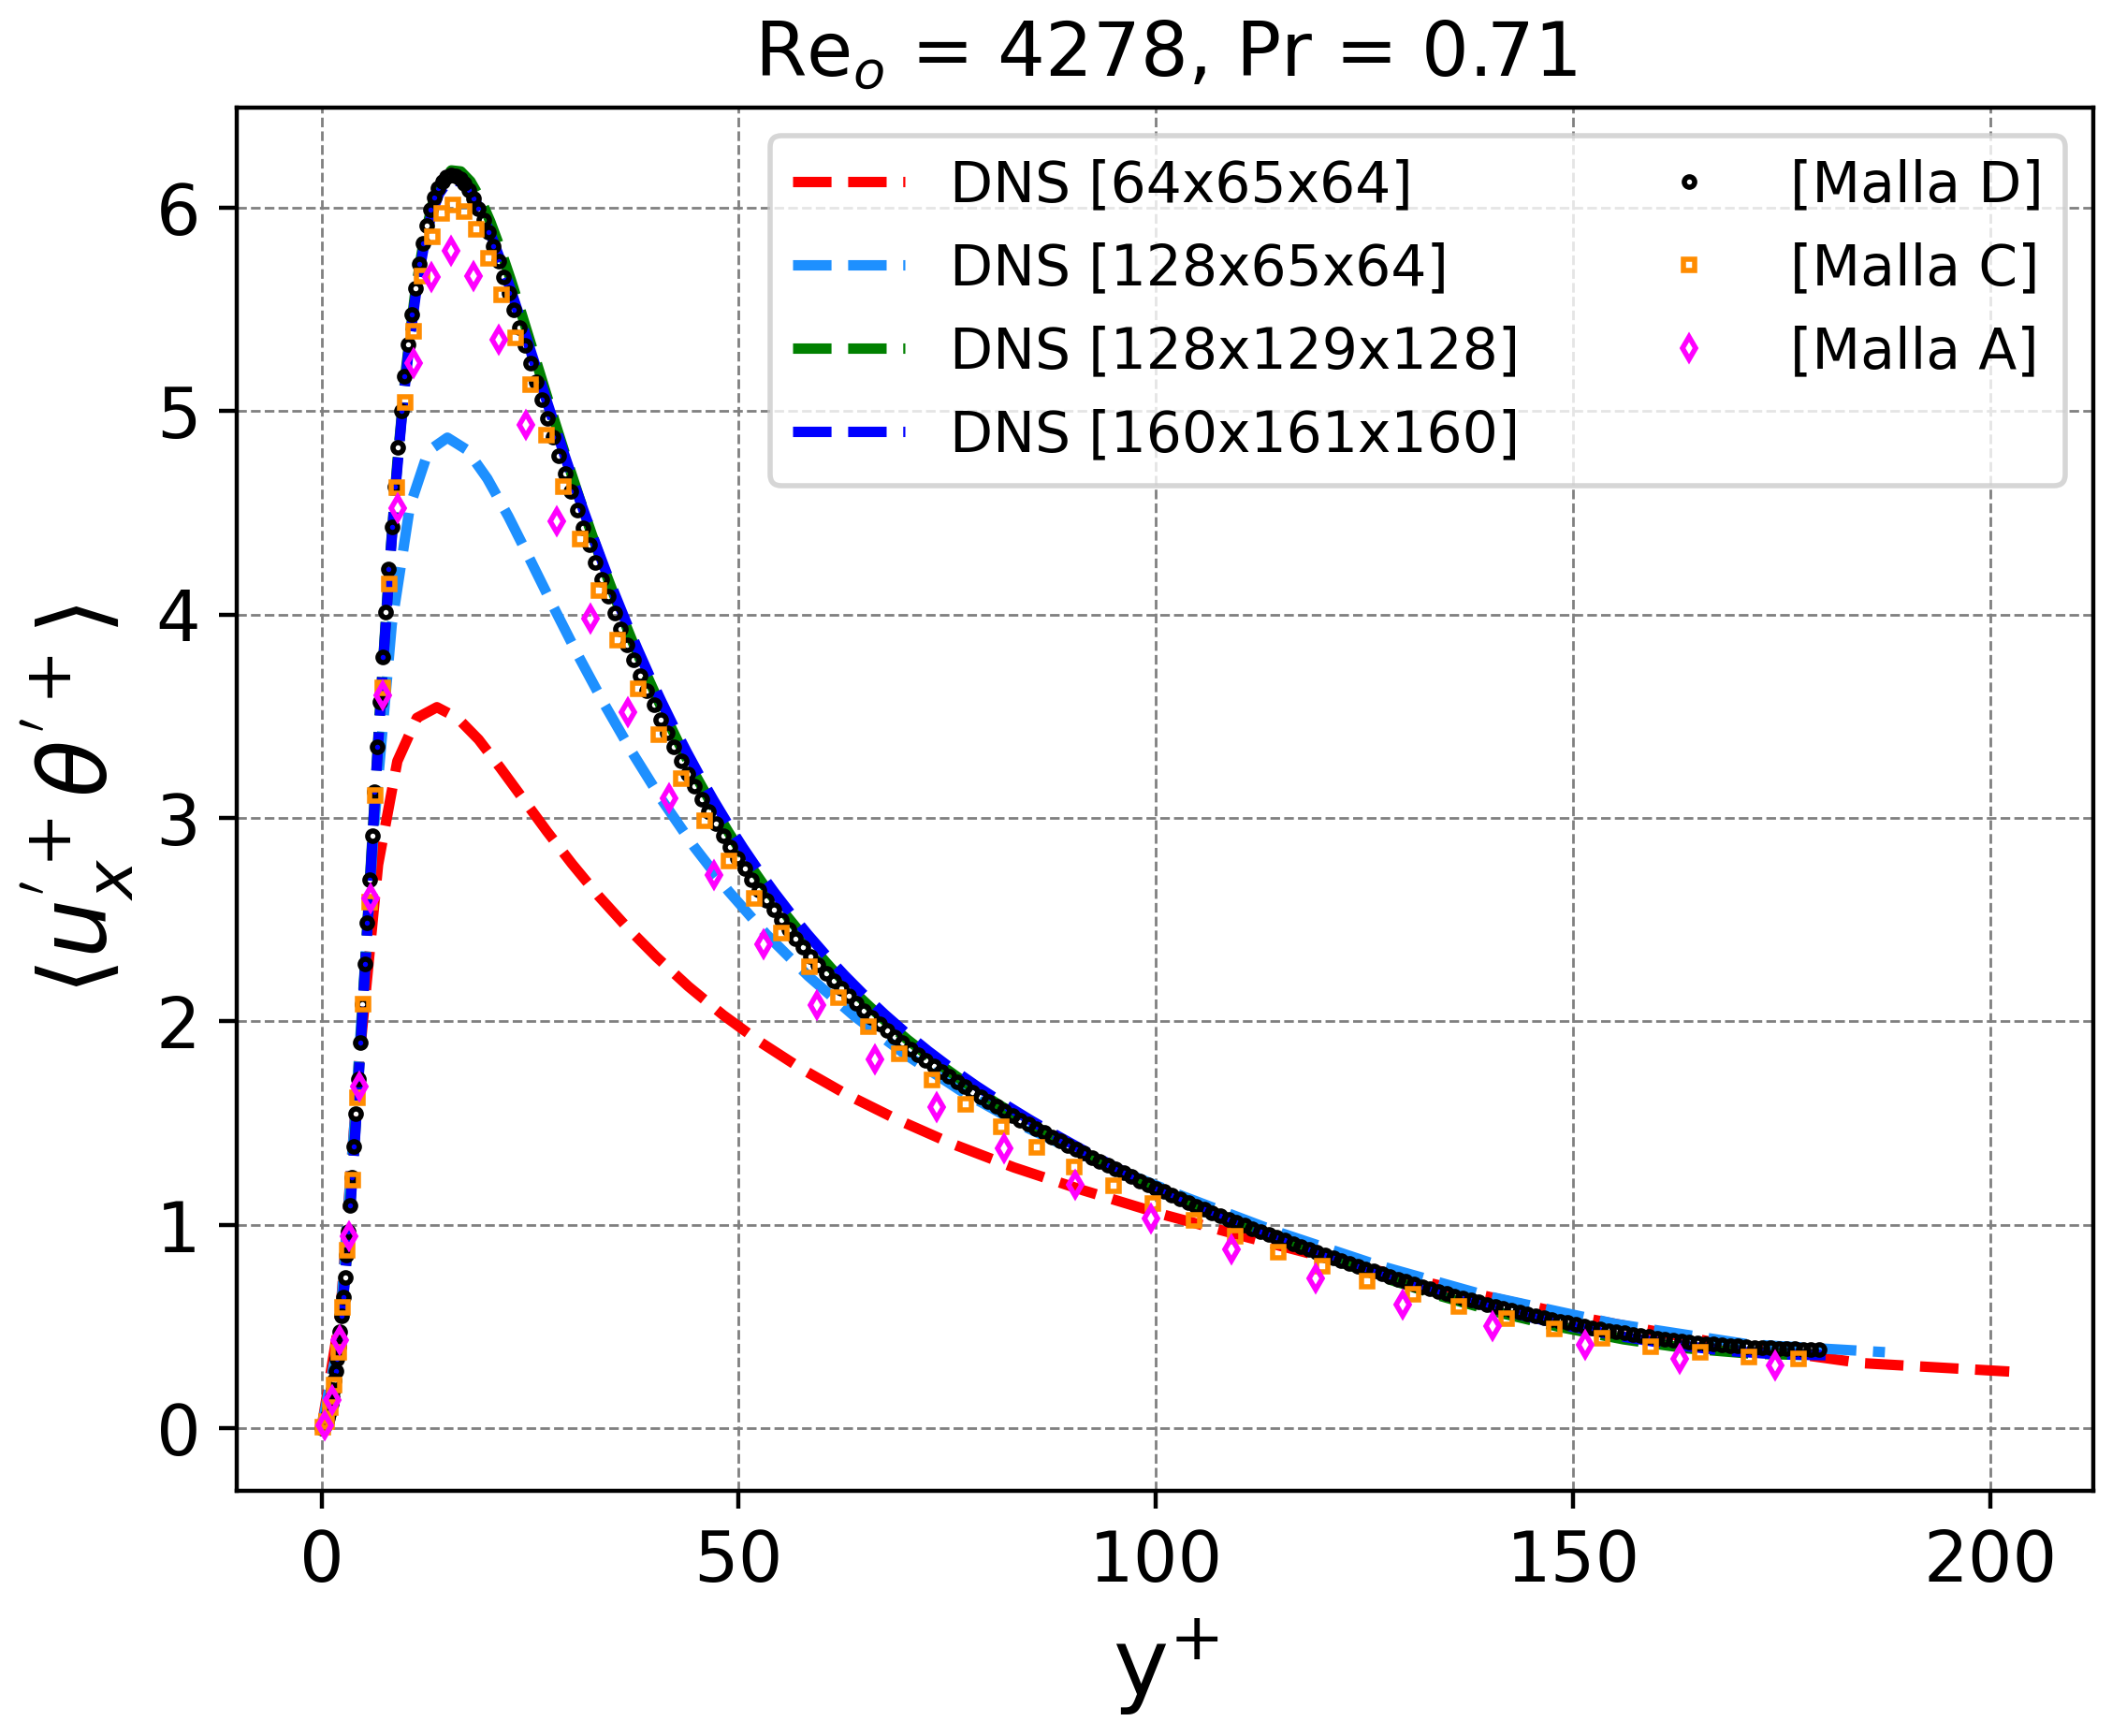 Re_o = 4278, Pr = 0.71
DNS [64x65x64]
DNS [128x65x64]
DNS [128x129x128]
DNS [160x161x160]
[Malla D]
[Malla C]
[Malla A]
⟨u_x'^+ θ'^+⟩
6
5
4
3
2
1
0
0 50 100 150 200
y^+